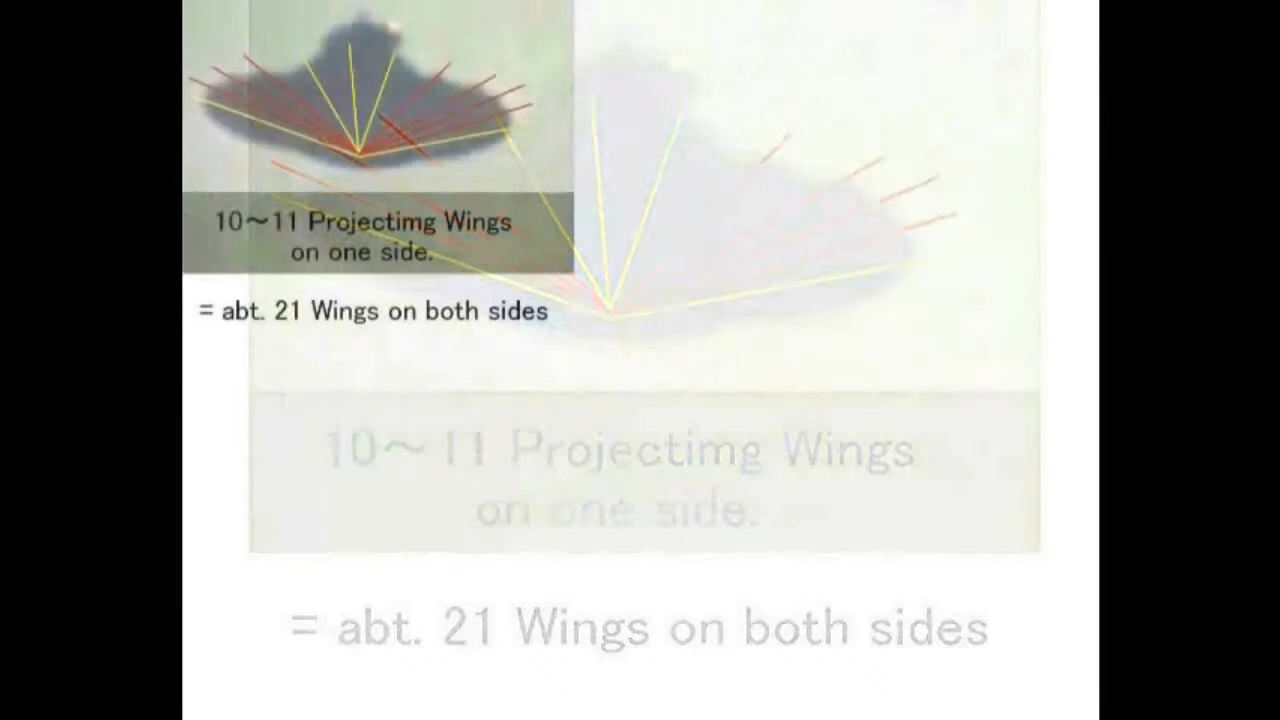 10～11 Projectimg Wings
on one side.
= abt. 21 Wings on both sides
10～11 Projectimg Wings
on one side.
= abt. 21 Wings on both sides